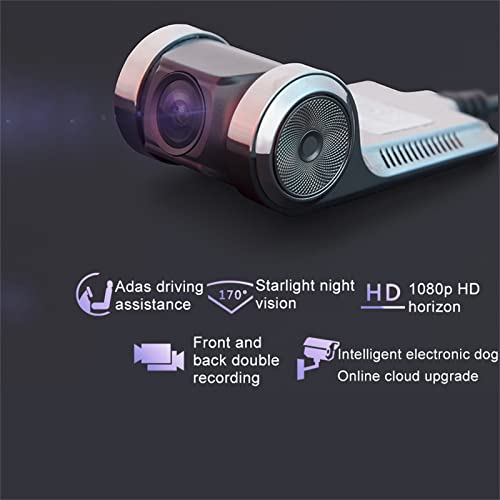 Adas driving
assistance
170°
Starlight night
vision
HD
1080p HD
horizon
Front and
back double
recording
Intelligent electronic dog
Online cloud upgrade